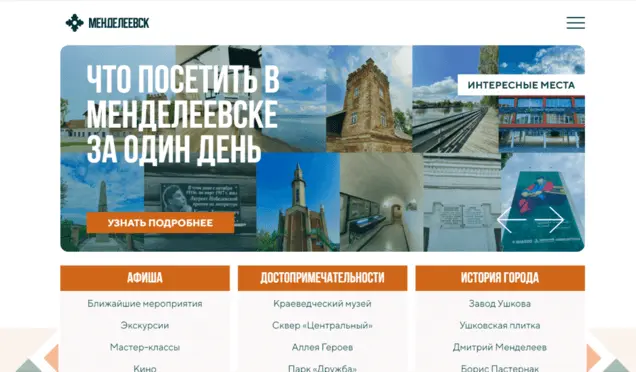 МЕНДЕЛЕЕВСК
ЧТО ПОСЕТИТЬ В
МЕНДЕЛЕЕВСКЕ
ЗА ОДИН ДЕНЬ
ИНТЕРЕСНЫЕ МЕСТА
УЗНАТЬ ПОДРОБНЕЕ
АФИША
Ближайшие мероприятия
Экскурсии
Мастер-классы
Кино
ДОСТОПРИМЕЧАТЕЛЬНОСТИ
Краеведческий музей
Сквер «Центральный»
Аллея Героев
Парк «Дружба»
ИСТОРИЯ ГОРОДА
Завод Ушкова
Ушковская плитка
Дмитрий Менделеев
Борис Пастернак